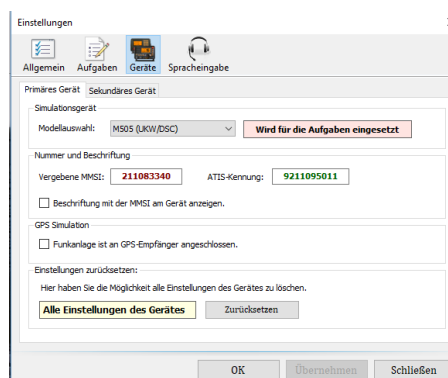 Einstellungen
Allgemein Aufgaben Geräte Spracheingabe
Primäres Gerät Sekundäres Gerät
Simulationsgerät
Modellauswahl: M505 (UKW/DSC) Wird für die Aufgaben eingesetzt
Nummer und Beschriftung
Vergebene MMSI: 211083340 ATIS-Kennung: 9211095011
Beschriftung mit der MMSI am Gerät anzeigen.
GPS Simulation
Funkanlage ist an GPS-Empfänger angeschlossen.
Einstellungen zurücksetzen:
Hier haben Sie die Möglichkeit alle Einstellungen des Gerätes zu löschen.
Alle Einstellungen des Gerätes Zurücksetzen
OK Übernehmen Schließen